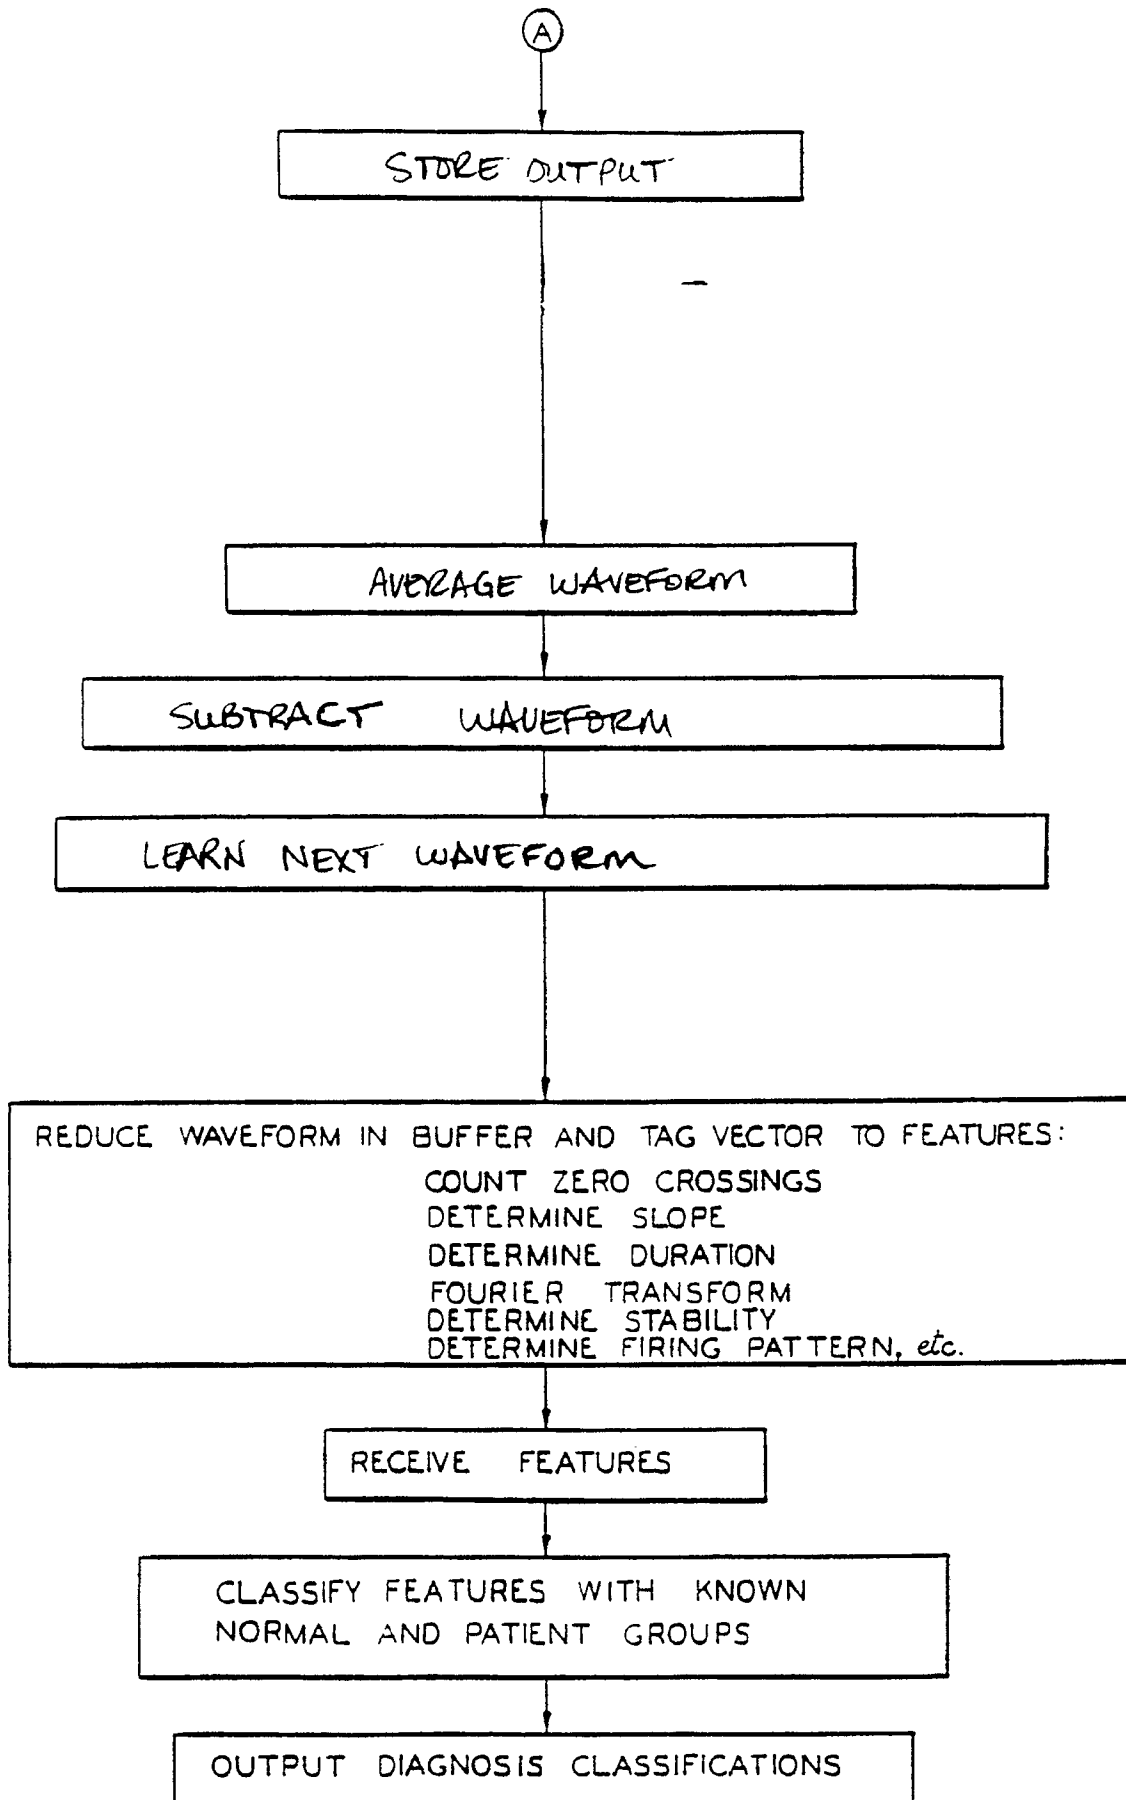 A
STORE OUTPUT
AVERAGE WAVEFORM
SUBTRACT WAVEFORM
LEARN NEXT WAVEFORM
REDUCE WAVEFORM IN BUFFER AND TAG VECTOR TO FEATURES:
COUNT ZERO CROSSINGS
DETERMINE SLOPE
DETERMINE DURATION
FOURIER TRANSFORM
DETERMINE STABILITY
DETERMINE FIRING PATTERN, etc.
RECEIVE FEATURES
CLASSIFY FEATURES WITH KNOWN
NORMAL AND PATIENT GROUPS
OUTPUT DIAGNOSIS CLASSIFICATIONS